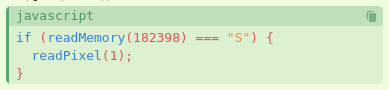 javascript
if (readMemory(182398) === "S") {
  readPixel(1);
}